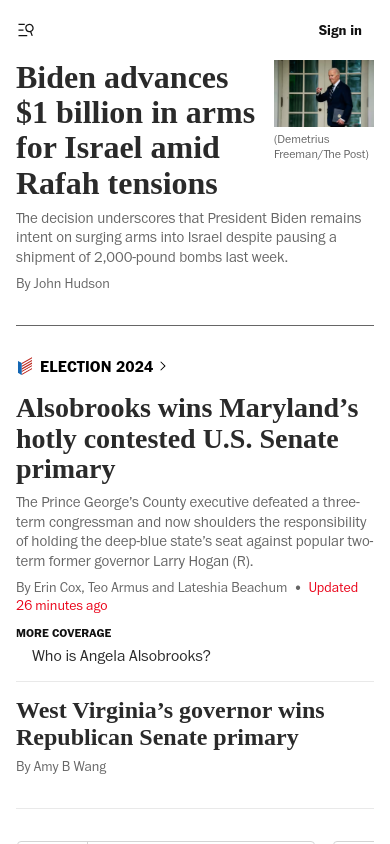 Sign in
Biden advances
$1 billion in arms
for Israel amid
Rafah tensions
(Demetrius
Freeman/The Post)
The decision underscores that President Biden remains
intent on surging arms into Israel despite pausing a
shipment of 2,000-pound bombs last week.
By John Hudson
ELECTION 2024
Alsobrooks wins Maryland’s
hotly contested U.S. Senate
primary
The Prince George’s County executive defeated a three-
term congressman and now shoulders the responsibility
of holding the deep-blue state’s seat against popular two-
term former governor Larry Hogan (R).
By Erin Cox, Teo Armus and Lateshia Beachum • Updated
26 minutes ago
MORE COVERAGE
Who is Angela Alsobrooks?
West Virginia’s governor wins
Republican Senate primary
By Amy B Wang